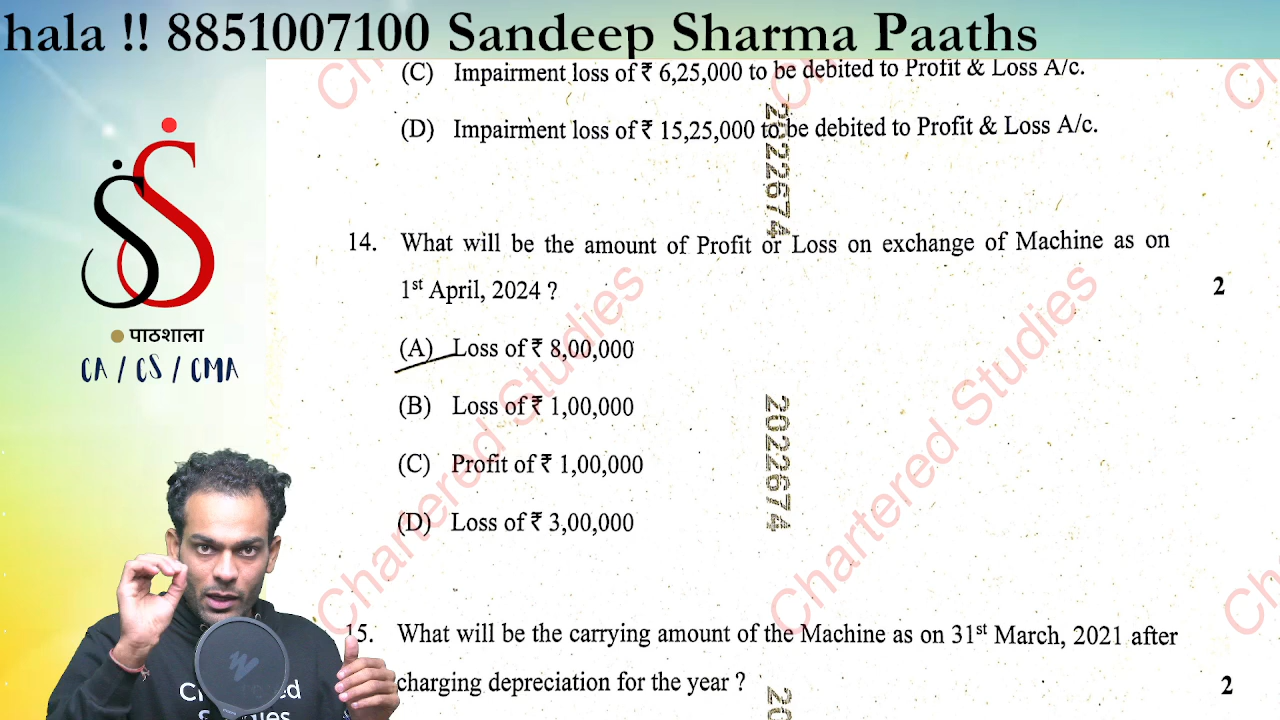 hala !! 8851007100 Sandeep Sharma Paaths
(C) Impairment loss of ₹ 6,25,000 to be debited to Profit & Loss A/c.
(D) Impairment loss of ₹ 15,25,000 to be debited to Profit & Loss A/c.
2022674
14. What will be the amount of Profit or Loss on exchange of Machine as on
1st April, 2024 ?
2
(A) Loss of ₹ 8,00,000
(B) Loss of ₹ 1,00,000
(C) Profit of ₹ 1,00,000
(D) Loss of ₹ 3,00,000
2022674
Chartered Studies
Chartered Studies
15. What will be the carrying amount of the Machine as on 31st March, 2021 after
charging depreciation for the year ?
2
20
SS
पाठशाला
CA / CS / CMA